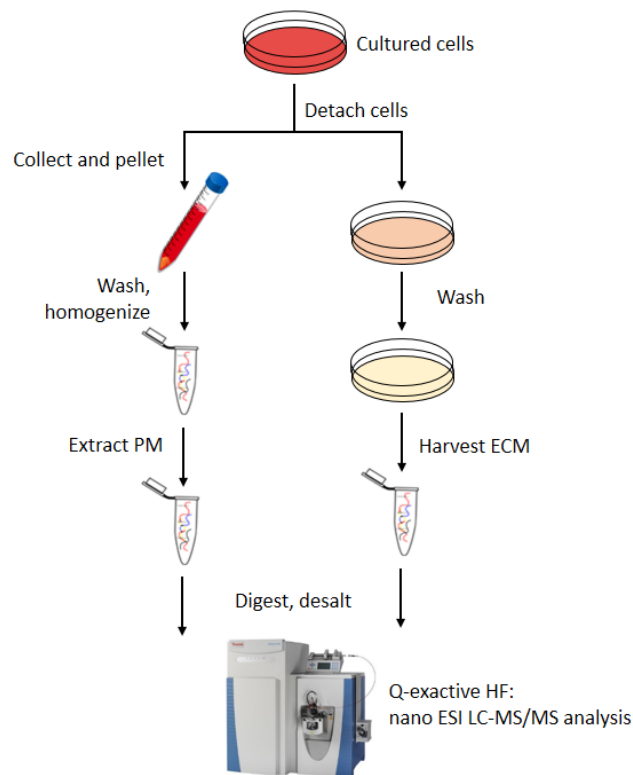 Cultured cells
Detach cells
Collect and pellet
Wash,
homogenize
Wash
Extract PM
Harvest ECM
Digest, desalt
Q-exactive HF:
nano ESI LC-MS/MS analysis